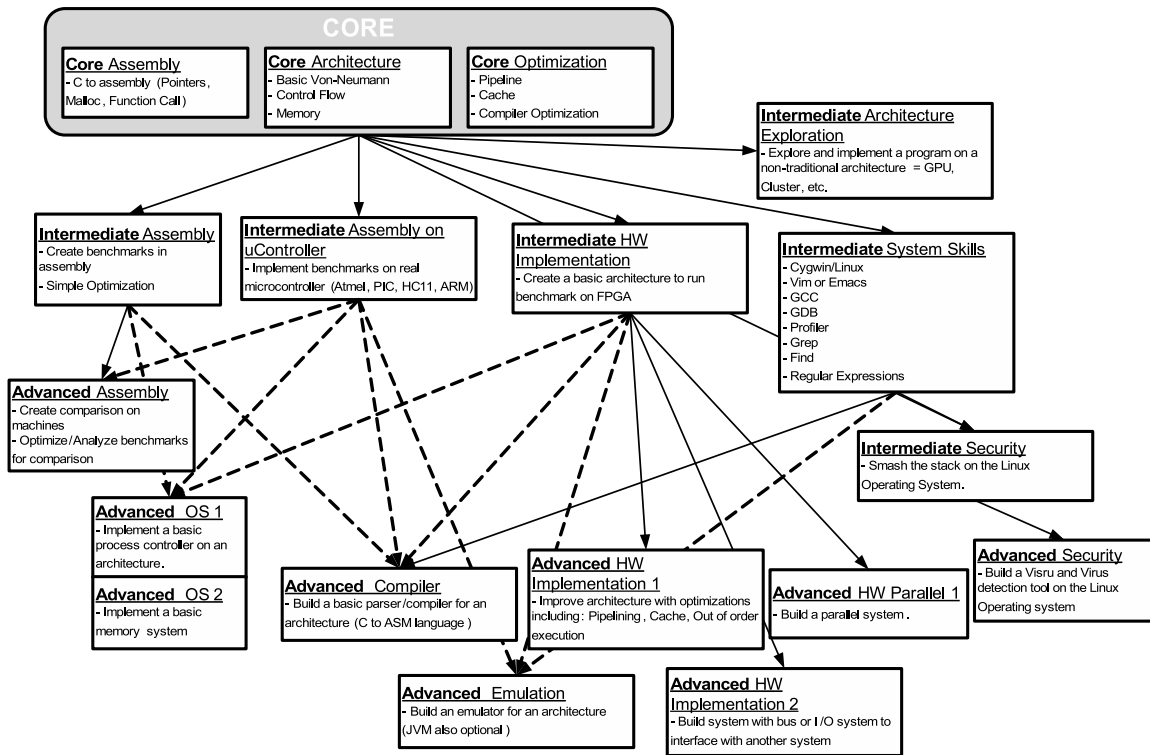 CORE
Core Assembly
- C to assembly (Pointers,
Malloc, Function Call)
Core Architecture
- Basic Von-Neumann
- Control Flow
- Memory
Core Optimization
- Pipeline
- Cache
- Compiler Optimization
Intermediate Architecture
Exploration
- Explore and implement a program on a
non-traditional architecture = GPU,
Cluster, etc.
Intermediate Assembly
- Create benchmarks in
assembly
- Simple Optimization
Intermediate Assembly on
uController
- Implement benchmarks on real
microcontroller (Atmel, PIC, HC11, ARM)
Intermediate HW
Implementation
- Create a basic architecture to run
benchmark on FPGA
Intermediate System Skills
- Cygwin/Linux
- Vim or Emacs
- GCC
- GDB
- Profiler
- Grep
- Find
- Regular Expressions
Advanced Assembly
- Create comparison on
machines
- Optimize/Analyze benchmarks
for comparison
Intermediate Security
- Smash the stack on the Linux
Operating System.
Advanced OS 1
- Implement a basic
process controller on an
architecture.
Advanced OS 2
- Implement a basic
memory system
Advanced Compiler
- Build a basic parser/compiler for an
architecture (C to ASM language)
Advanced HW
Implementation 1
- Improve architecture with optimizations
including: Pipelining, Cache, Out of order
execution
Advanced HW Parallel 1
- Build a parallel system.
Advanced Security
- Build a Visru and Virus
detection tool on the Linux
Operating system
Advanced Emulation
- Build an emulator for an architecture
(JVM also optional)
Advanced HW
Implementation 2
- Build system with bus or I/O system to
interface with another system